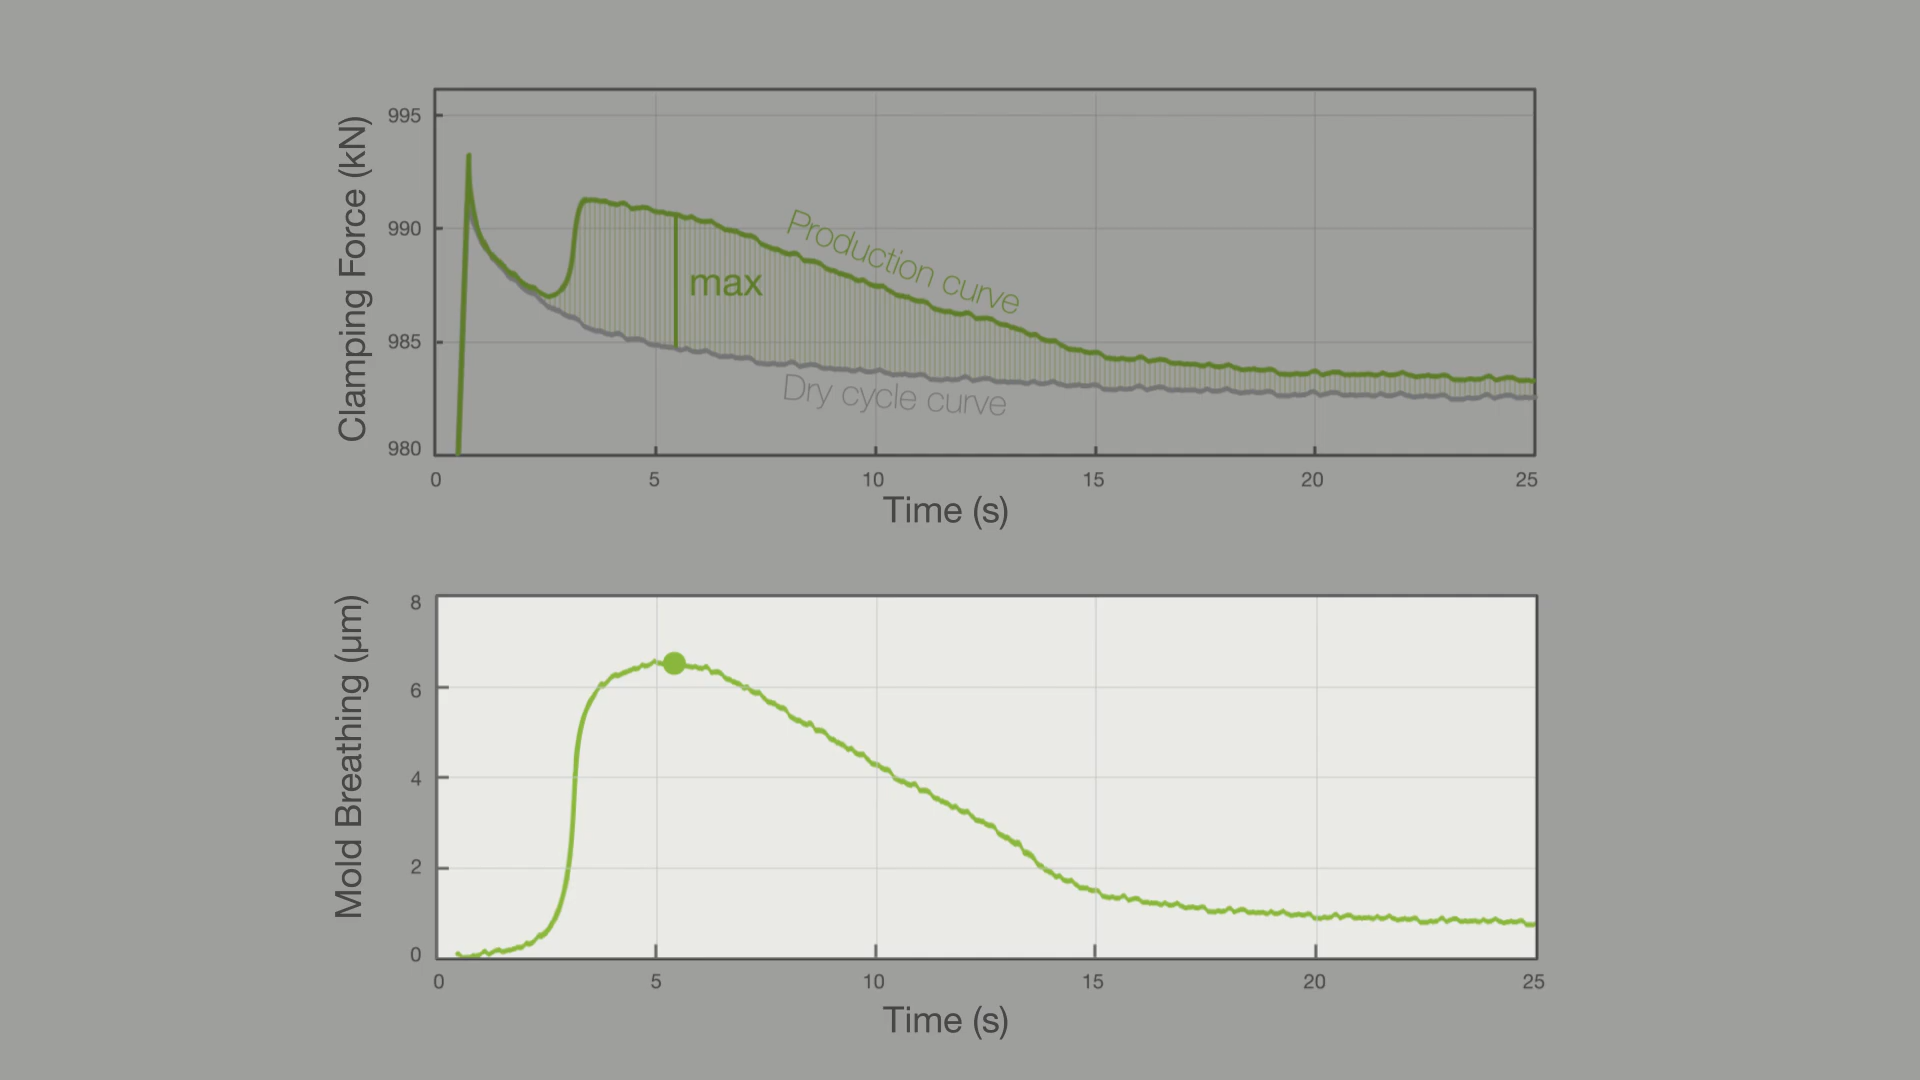 Clamping Force (kN)
995
990
985
980
Production curve
max
Dry cycle curve
0 5 10 15 20 25
Time (s)
Mold Breathing (µm)
8
6
4
2
0
0 5 10 15 20 25
Time (s)